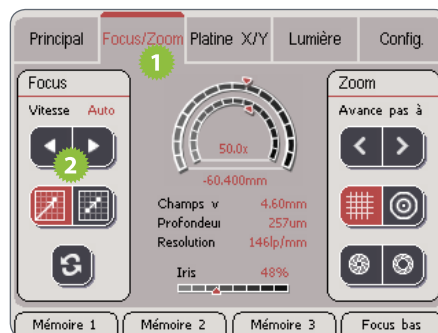 Principal Focus/Zoom Platine X/Y Lumière Config.
1
Focus
Vitesse Auto
2
50.0x
-60.400mm
Champs v 4.60mm
Profondeur 257um
Resolution 146lp/mm
Iris 48%
Zoom
Avance pas à
Mémoire 1 Mémoire 2 Mémoire 3 Focus bas